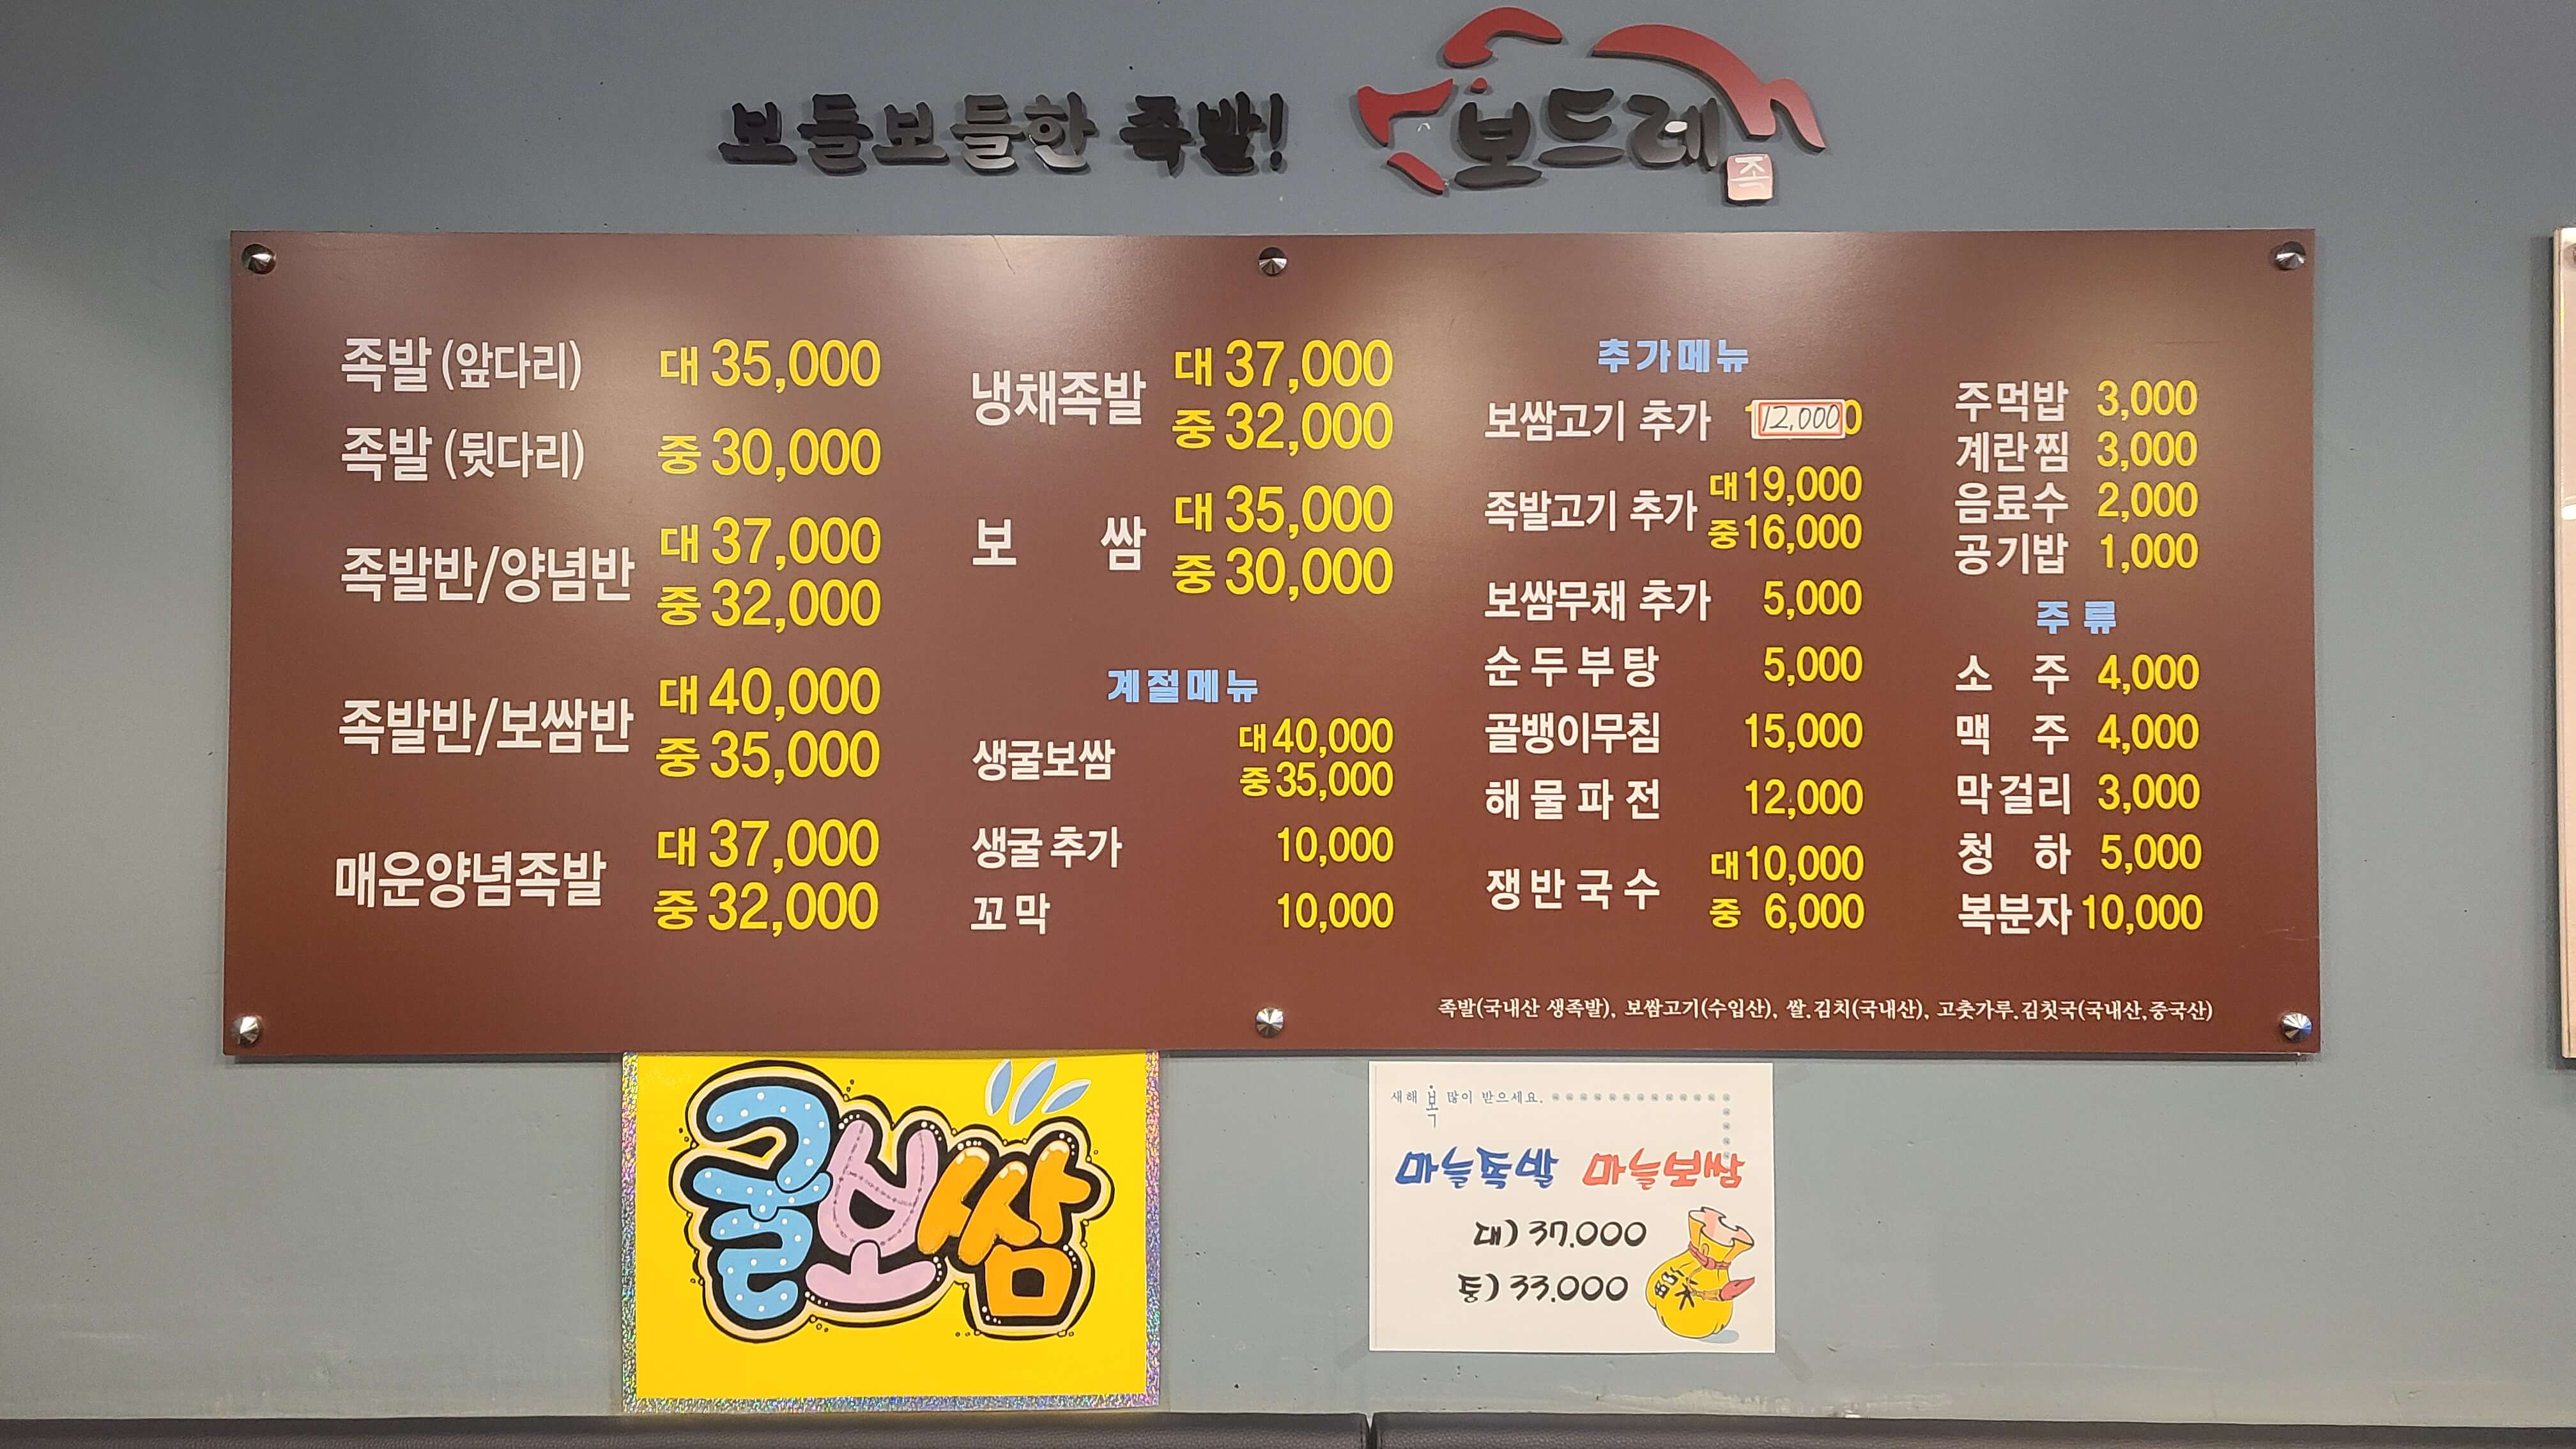 보들보들한 족발! 보드레 족
족발 (앞다리) 대 35,000
족발 (뒷다리) 중 30,000
족발반/양념반 대 37,000
중 32,000
족발반/보쌈반 대 40,000
중 35,000
매운양념족발 대 37,000
중 32,000
냉채족발 대 37,000
중 32,000
보 쌈 대 35,000
중 30,000
계절메뉴
생굴보쌈 대 40,000
중 35,000
생굴 추가 10,000
꼬막 10,000
추가메뉴
보쌈고기 추가 12,000
족발고기 추가 대 19,000
중 16,000
보쌈무채 추가 5,000
순두부탕 5,000
골뱅이무침 15,000
해물파전 12,000
쟁반국수 대 10,000
중 6,000
주먹밥 3,000
계란찜 3,000
음료수 2,000
공기밥 1,000
주류
소 주 4,000
맥 주 4,000
막걸리 3,000
청 하 5,000
복분자 10,000
족발(국내산 생족발), 보쌈고기(수입산), 쌀.김치(국내산), 고춧가루.김칫국(국내산,중국산)
굴보쌈
새해 복 많이 받으세요.
마늘족발 마늘보쌈
대) 37.000
중) 33.000